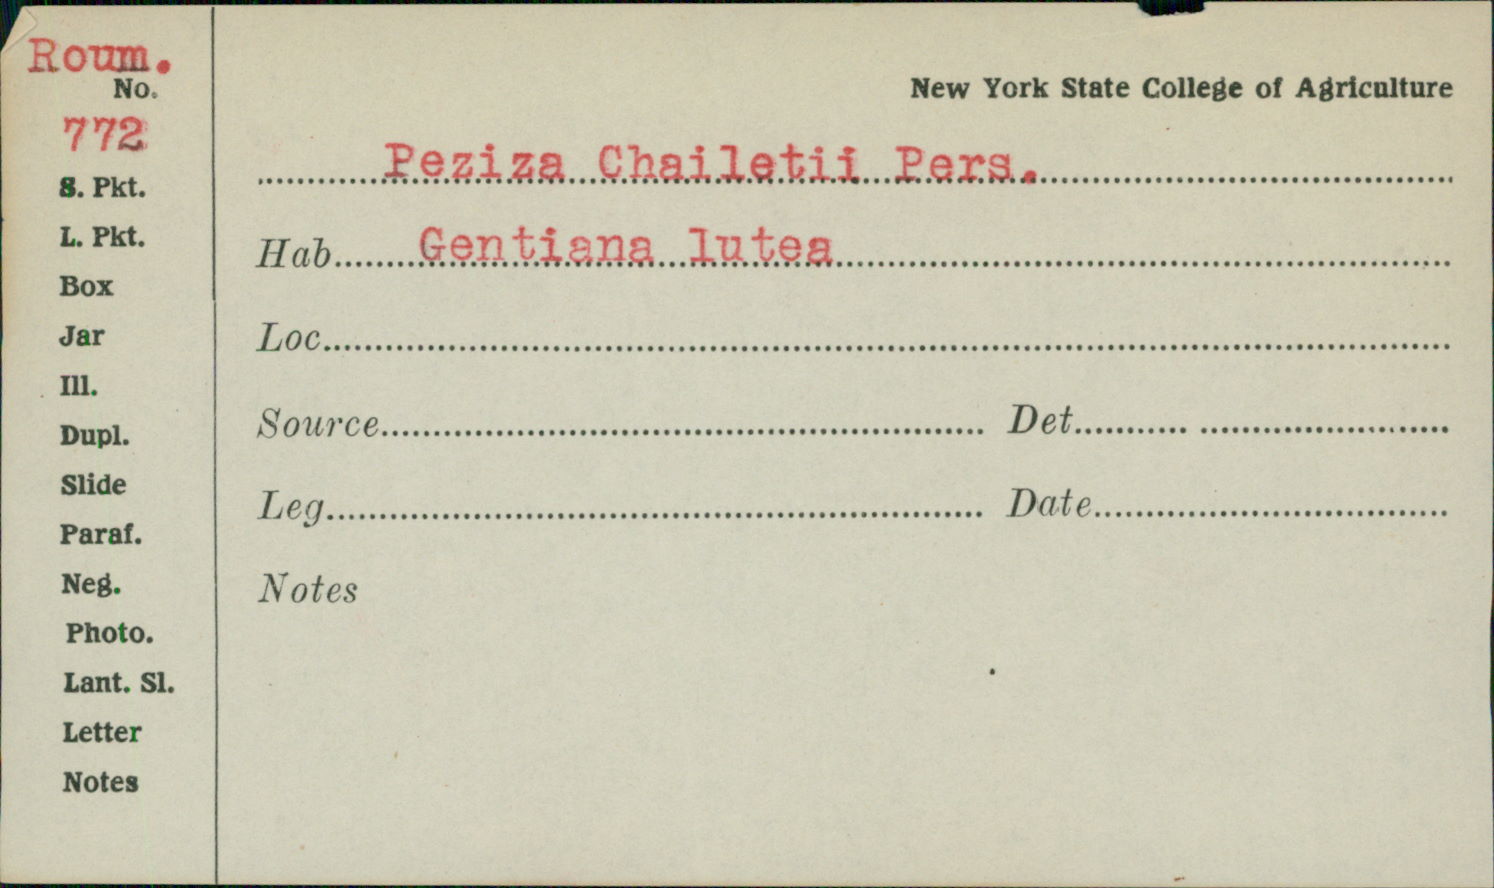 Roum.
No.
772
S. Pkt.
L. Pkt.
Box
Jar
Ill.
Dupl.
Slide
Paraf.
Neg.
Photo.
Lant. Sl.
Letter
Notes
New York State College of Agriculture
Peziza Chailetii Pers.
Hab. Gentiana lutea
Loc.
Source Det.
Leg. Date
Notes